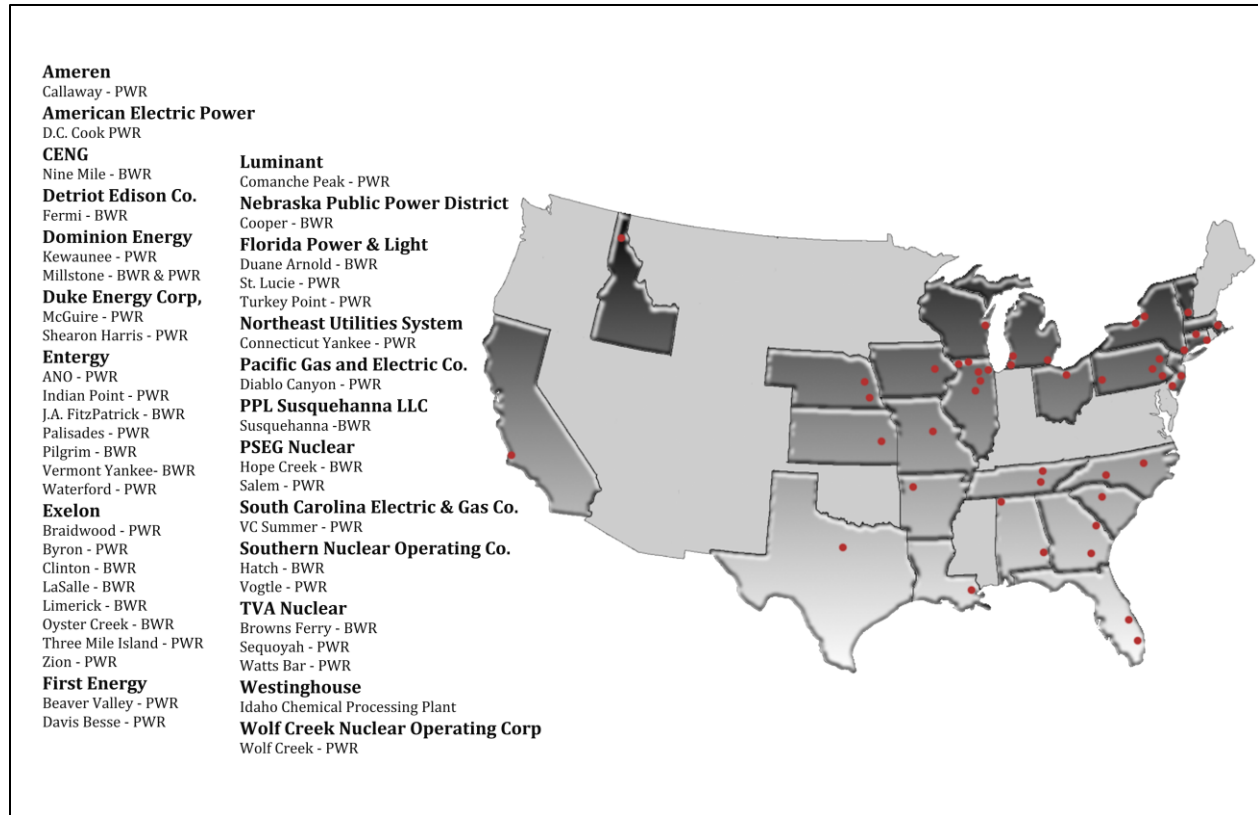 Ameren
Callaway - PWR
American Electric Power
D.C. Cook PWR
CENG
Nine Mile - BWR
Detriot Edison Co.
Fermi - BWR
Dominion Energy
Kewaunee - PWR
Millstone - BWR & PWR
Duke Energy Corp,
McGuire - PWR
Shearon Harris - PWR
Entergy
ANO - PWR
Indian Point - PWR
J.A. FitzPatrick - BWR
Palisades - PWR
Pilgrim - BWR
Vermont Yankee- BWR
Waterford - PWR
Exelon
Braidwood - PWR
Byron - PWR
Clinton - BWR
LaSalle - BWR
Limerick - BWR
Oyster Creek - BWR
Three Mile Island - PWR
Zion - PWR
First Energy
Beaver Valley - PWR
Davis Besse - PWR
Luminant
Comanche Peak - PWR
Nebraska Public Power District
Cooper - BWR
Florida Power & Light
Duane Arnold - BWR
St. Lucie - PWR
Turkey Point - PWR
Northeast Utilities System
Connecticut Yankee - PWR
Pacific Gas and Electric Co.
Diablo Canyon - PWR
PPL Susquehanna LLC
Susquehanna -BWR
PSEG Nuclear
Hope Creek - BWR
Salem - PWR
South Carolina Electric & Gas Co.
VC Summer - PWR
Southern Nuclear Operating Co.
Hatch - BWR
Vogtle - PWR
TVA Nuclear
Browns Ferry - BWR
Sequoyah - PWR
Watts Bar - PWR
Westinghouse
Idaho Chemical Processing Plant
Wolf Creek Nuclear Operating Corp
Wolf Creek - PWR